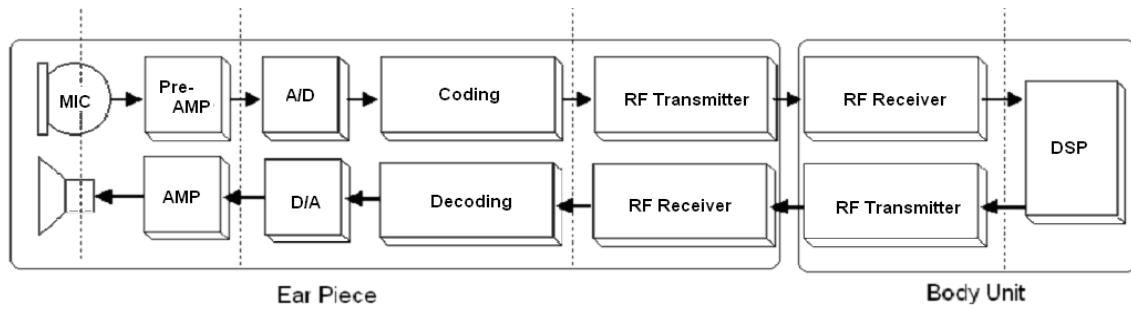 MIC
Pre-
AMP
A/D
Coding
RF Transmitter
RF Receiver
DSP
AMP
D/A
Decoding
RF Receiver
RF Transmitter
Ear Piece
Body Unit